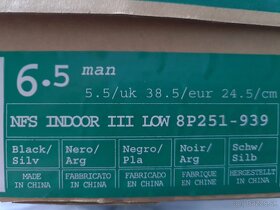 6.5 man
5.5/uk 38.5/eur 24.5/cm
NFS INDOOR III LOW 8P251-939
Black/ Nero/ Negro/ Noir/ Schw/
Silv Arg Pla Arg Silb
MADE FABBRICATO FABRICADO FABRIQUE HERGESTELLT
IN CHINA IN CHINA EN CHINA EN CHINE IN CHINA